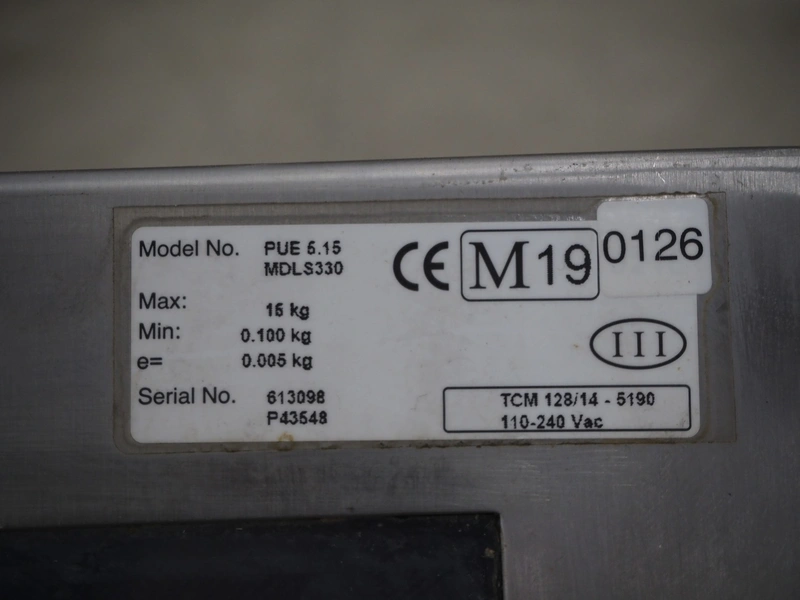 Model No. PUE 5.15
MDLS330
CE M19 0126
Max: 15 kg
Min: 0.100 kg
e= 0.005 kg
III
Serial No. 613098
P43548
TCM 128/14 - 5190
110-240 Vac